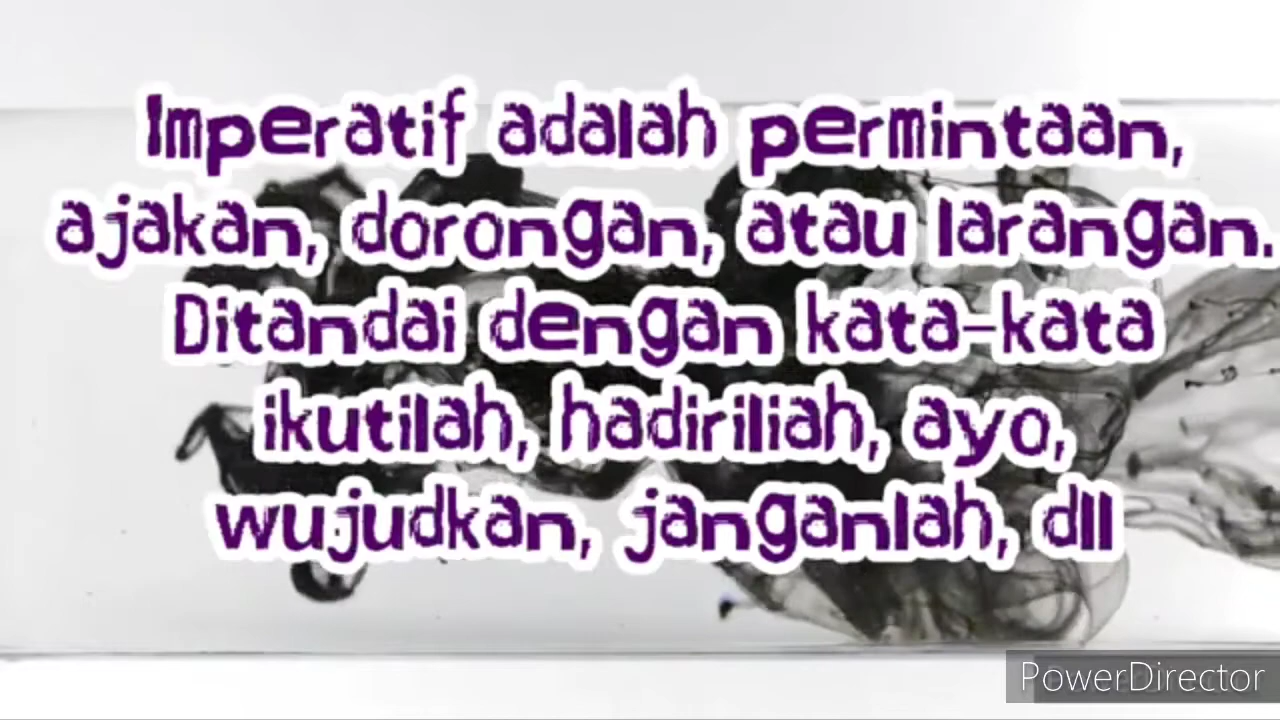 Imperatif adalah permintaan,
ajakan, dorongan, atau larangan.
Ditandai dengan kata-kata
ikutilah, hadiriliah, ayo,
wujudkan, janganlah, dll
PowerDirector